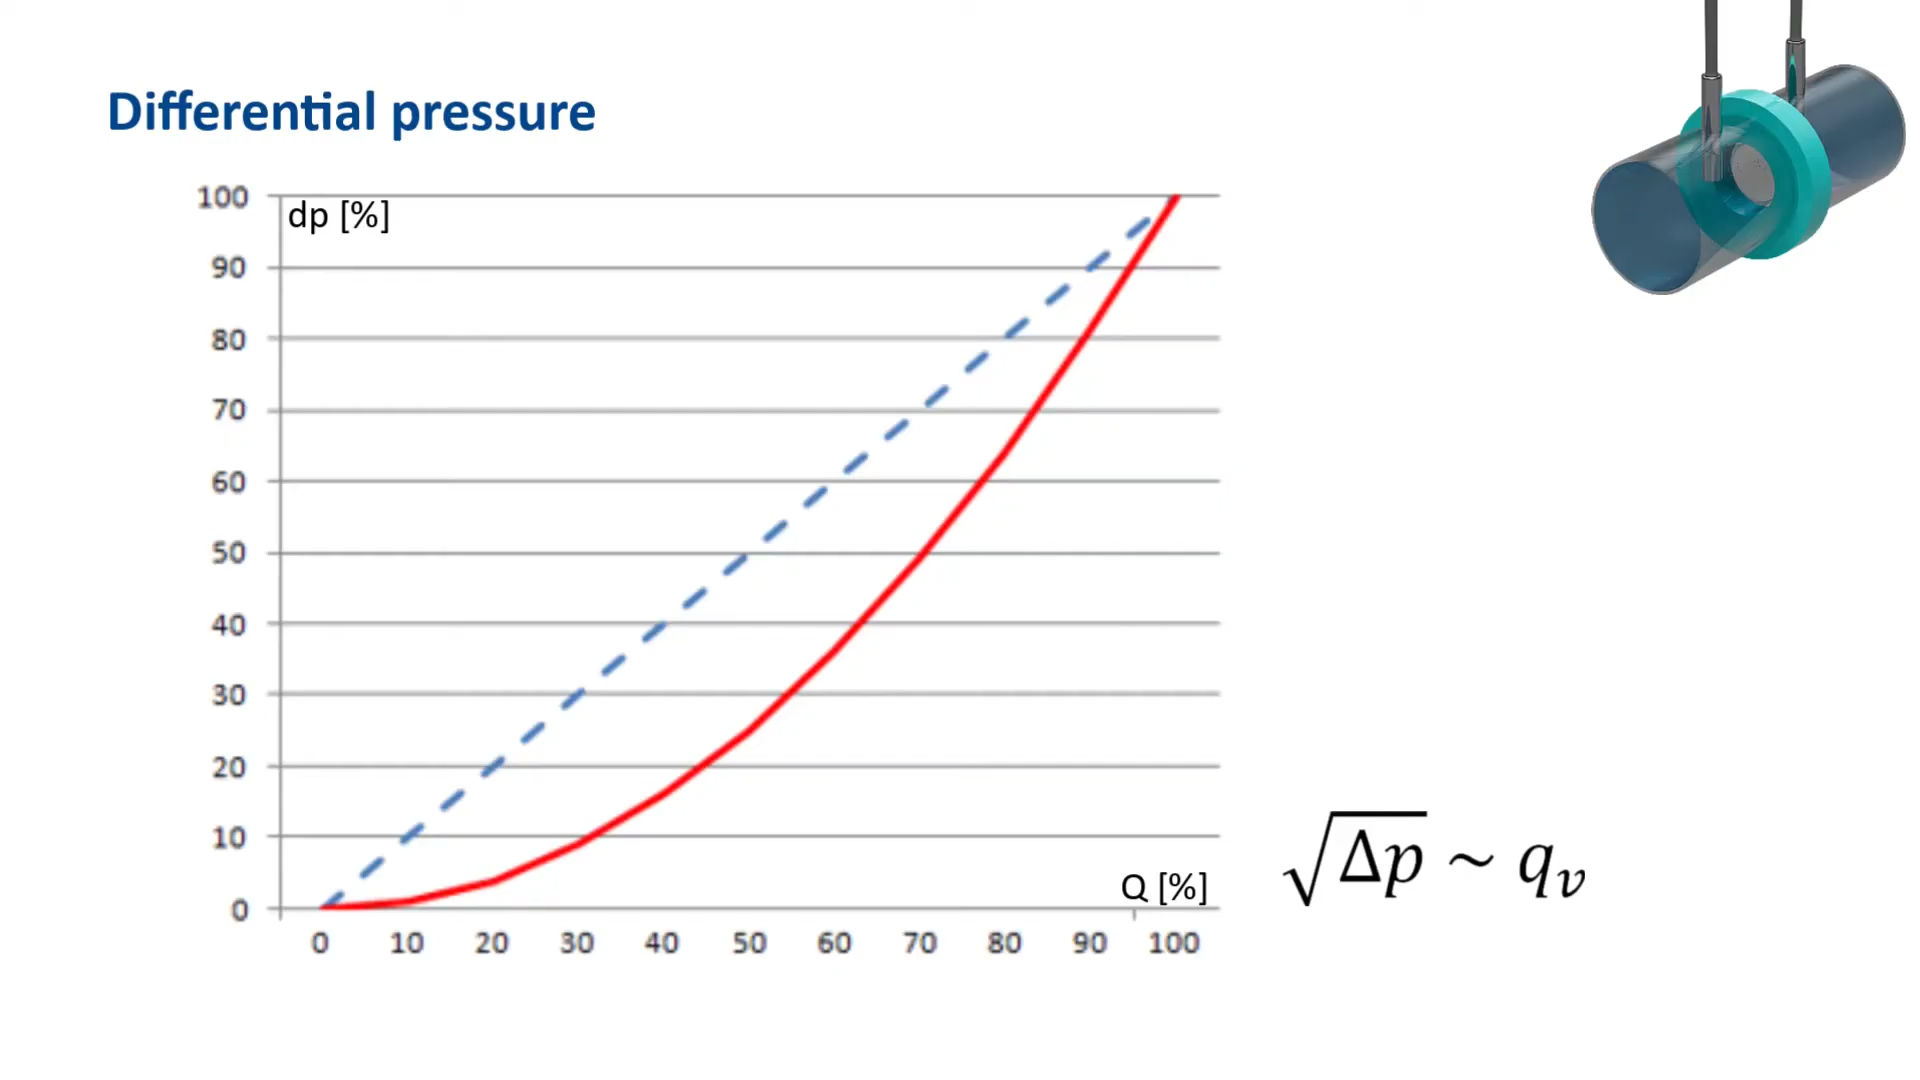 Differential pressure
dp [%]
100
90
80
70
60
50
40
30
20
10
0
Q [%]
0 10 20 30 40 50 60 70 80 90 100
√Δp ~ qᵥ